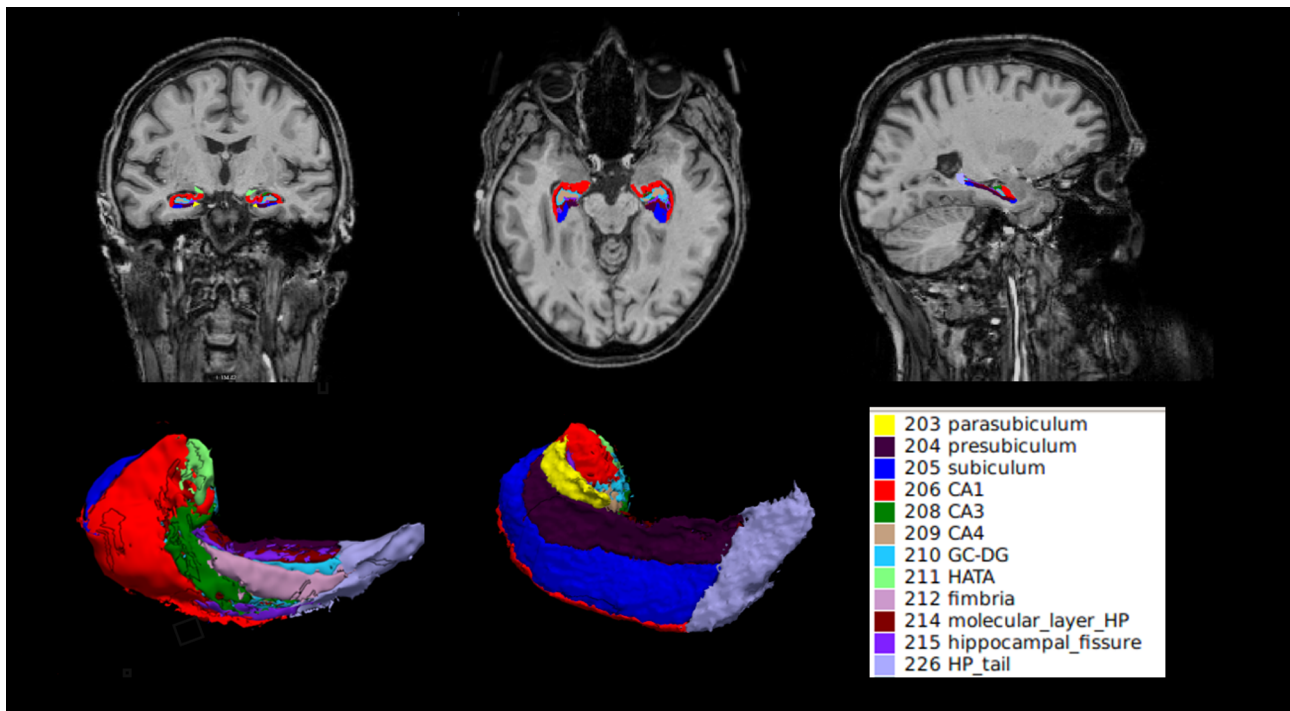 203 parasubiculum
204 presubiculum
205 subiculum
206 CA1
208 CA3
209 CA4
210 GC-DG
211 HATA
212 fimbria
214 molecular_layer_HP
215 hippocampal_fissure
226 HP_tail